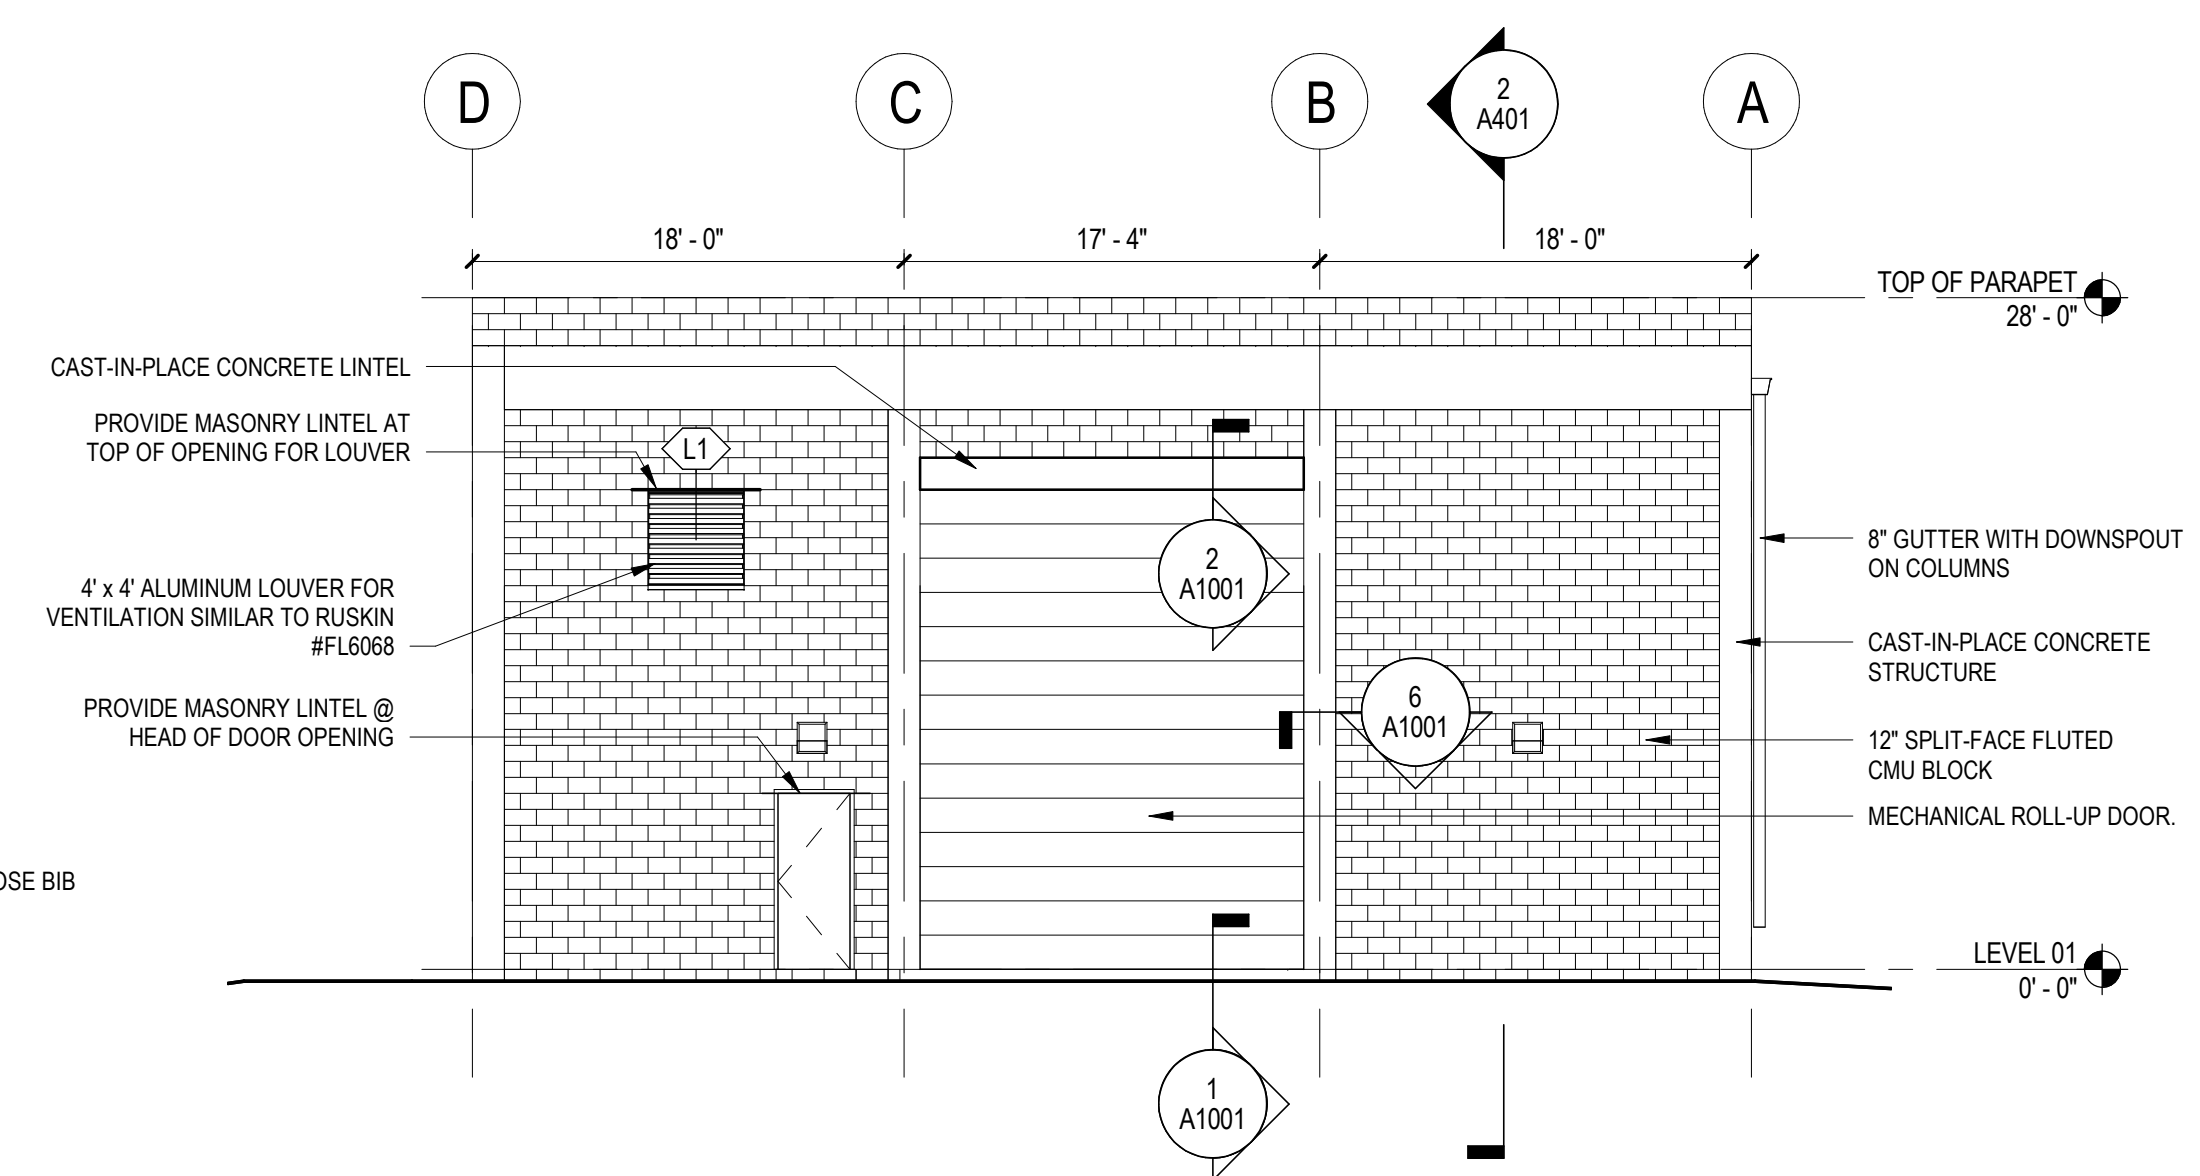 D
C
B
A
2
A401
18' - 0"
17' - 4"
18' - 0"
TOP OF PARAPET
28' - 0"
CAST-IN-PLACE CONCRETE LINTEL
PROVIDE MASONRY LINTEL AT
TOP OF OPENING FOR LOUVER
L1
4' x 4' ALUMINUM LOUVER FOR
VENTILATION SIMILAR TO RUSKIN
#FL6068
PROVIDE MASONRY LINTEL @
HEAD OF DOOR OPENING
OSE BIB
2
A1001
6
A1001
8" GUTTER WITH DOWNSPOUT
ON COLUMNS
CAST-IN-PLACE CONCRETE
STRUCTURE
12" SPLIT-FACE FLUTED
CMU BLOCK
MECHANICAL ROLL-UP DOOR.
LEVEL 01
0' - 0"
1
A1001